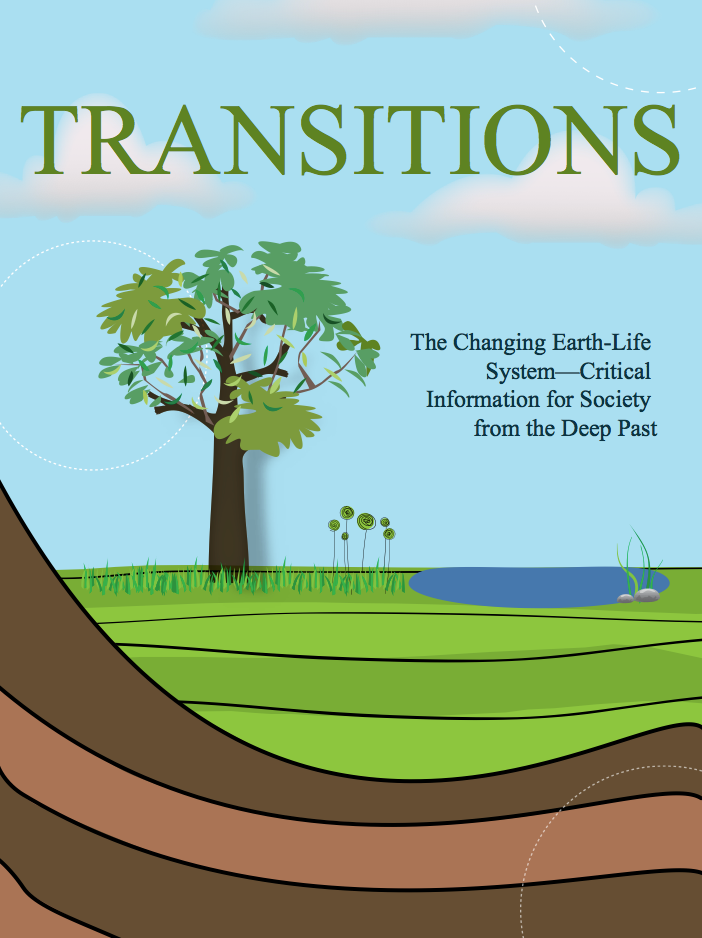 TRANSITIONS
The Changing Earth-Life
System—Critical
Information for Society
from the Deep Past